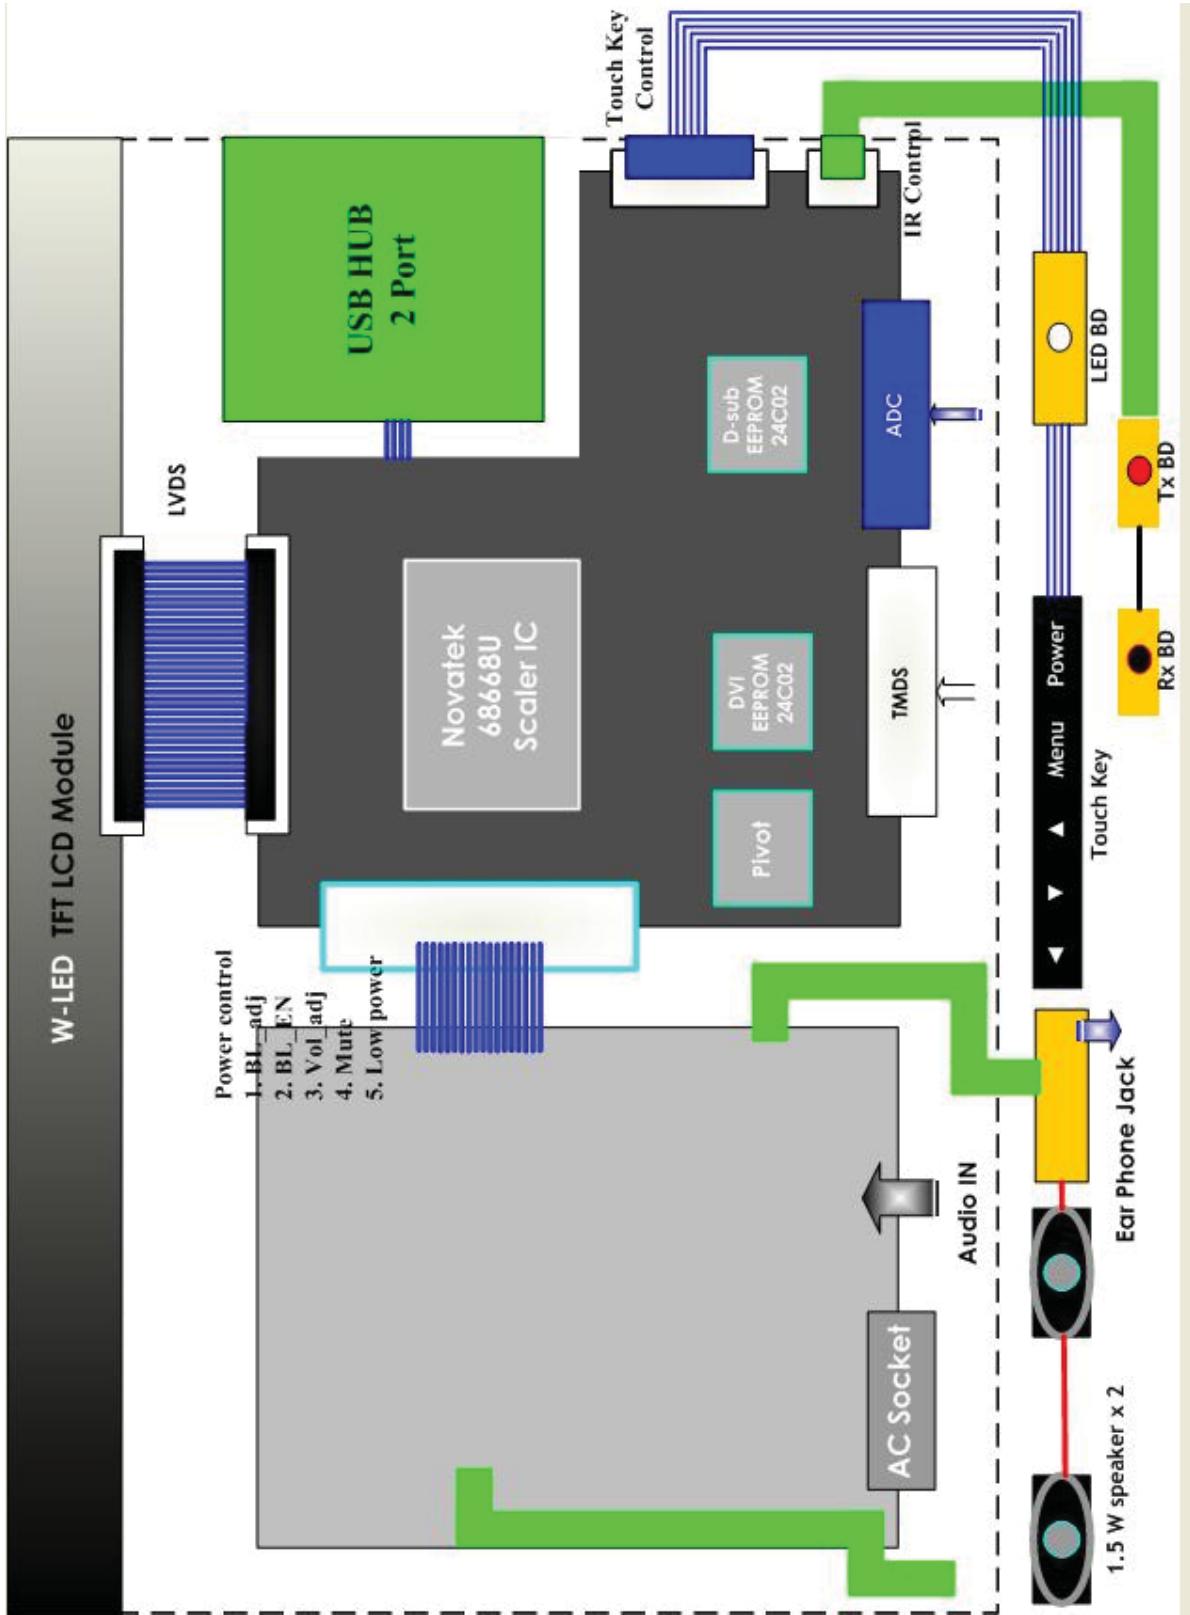 W-LED TFT LCD Module
LVDS
USB HUB
2 Port
Touch Key
Control
IR Control
Novatek
68668U
Scaler IC
D-sub
EEPROM
24C02
ADC
DVI
EEPROM
24C02
TMDS
Pivot
Power control
1. BL_adj
2. BL_EN
3. Vol_adj
4. Mute
5. Low power
Audio IN
AC Socket
LED BD
Tx BD
Rx BD
Menu Power
Touch Key
Ear Phone Jack
1.5 W speaker x 2